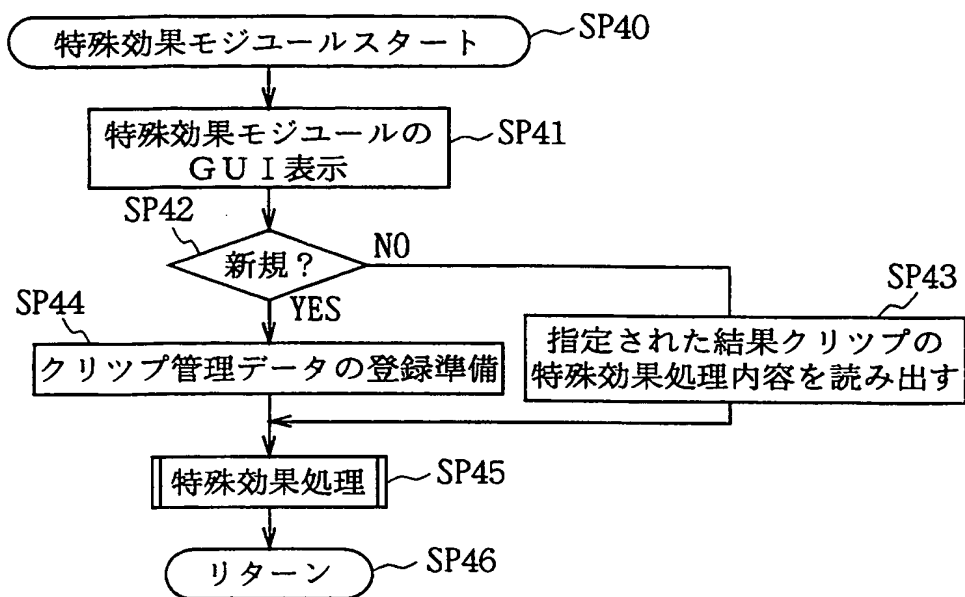 特殊効果モジユールスタート
SP40
特殊効果モジユールの
GUI表示
SP41
SP42
新規?
NO
YES
SP44
クリツプ管理データの登録準備
SP43
指定された結果クリツプの
特殊効果処理内容を読み出す
特殊効果処理
SP45
リターン
SP46